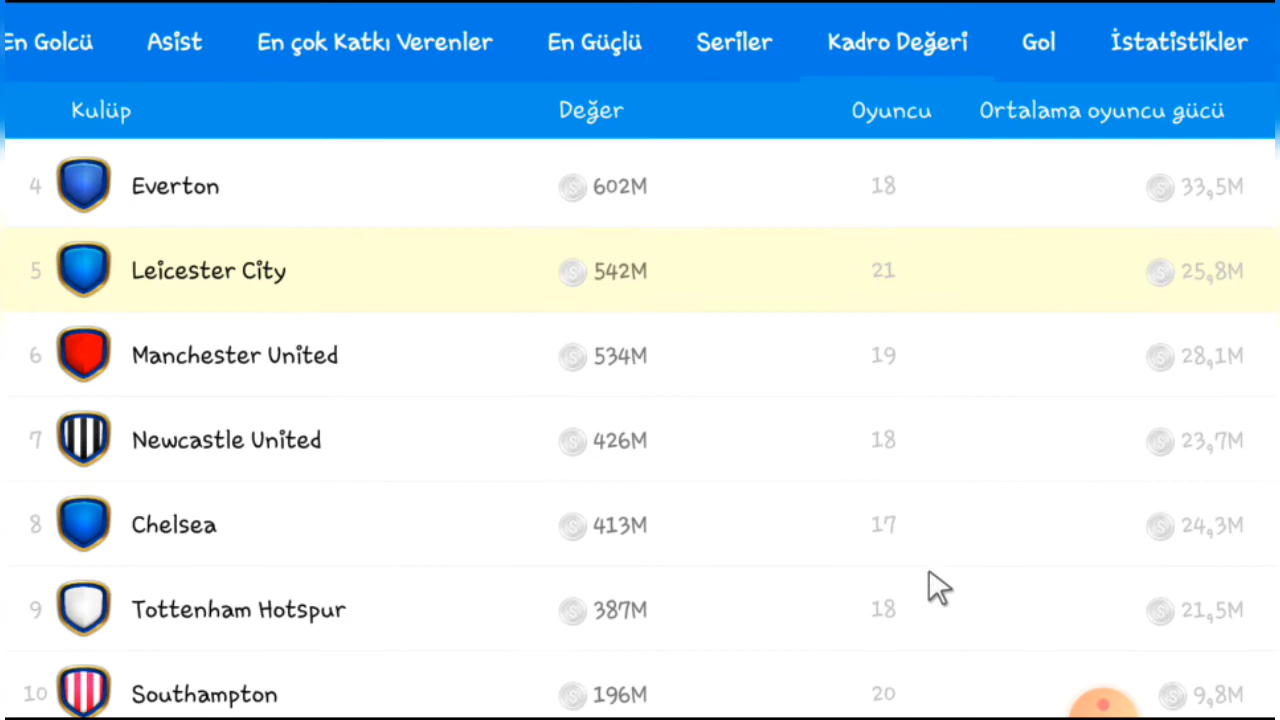 En Golcü Asist En çok Katkı Verenler En Güçlü Seriler Kadro Değeri Gol İstatistikler
Kulüp Değer Oyuncu Ortalama oyuncu gücü
4 Everton 602M 18 33,5M
5 Leicester City 542M 21 25,8M
6 Manchester United 534M 19 28,1M
7 Newcastle United 426M 18 23,7M
8 Chelsea 413M 17 24,3M
9 Tottenham Hotspur 387M 18 21,5M
10 Southampton 196M 20 9,8M